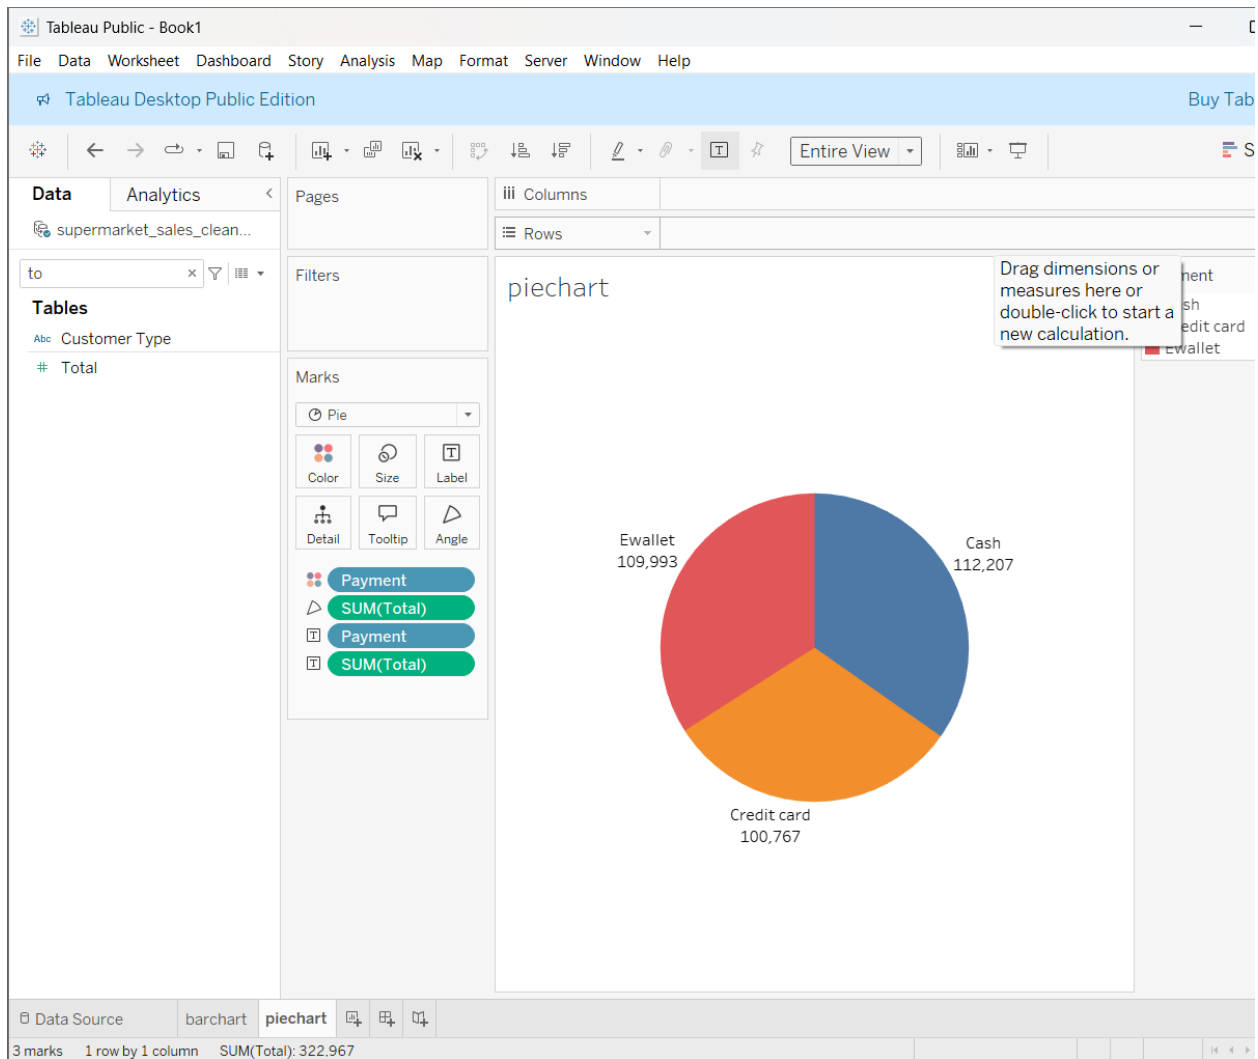 Tableau Public - Book1
File Data Worksheet Dashboard Story Analysis Map Format Server Window Help
Tableau Desktop Public Edition
Buy Tab
Entire View
S
Data
Analytics
supermarket_sales_clean...
to
Tables
Abc Customer Type
# Total
Pages
Filters
Marks
Pie
Color
Size
Label
Detail
Tooltip
Angle
Payment
SUM(Total)
T Payment
T SUM(Total)
iii Columns
Rows
piechart
Drag dimensions or
measures here or
double-click to start a
new calculation.
nent
sh
edit card
Ewallet
Ewallet
109,993
Cash
112,207
Credit card
100,767
Data Source
barchart
piechart
3 marks 1 row by 1 column SUM(Total): 322,967